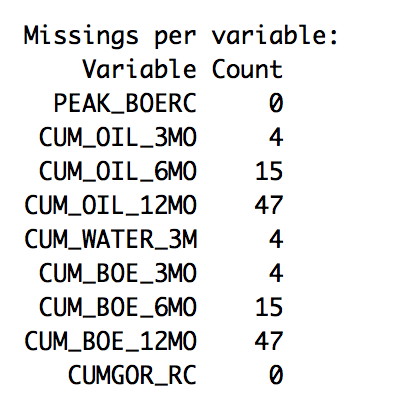 Missings per variable:
Variable Count
PEAK_BOERC 0
CUM_OIL_3MO 4
CUM_OIL_6MO 15
CUM_OIL_12MO 47
CUM_WATER_3M 4
CUM_BOE_3MO 4
CUM_BOE_6MO 15
CUM_BOE_12MO 47
CUMGOR_RC 0